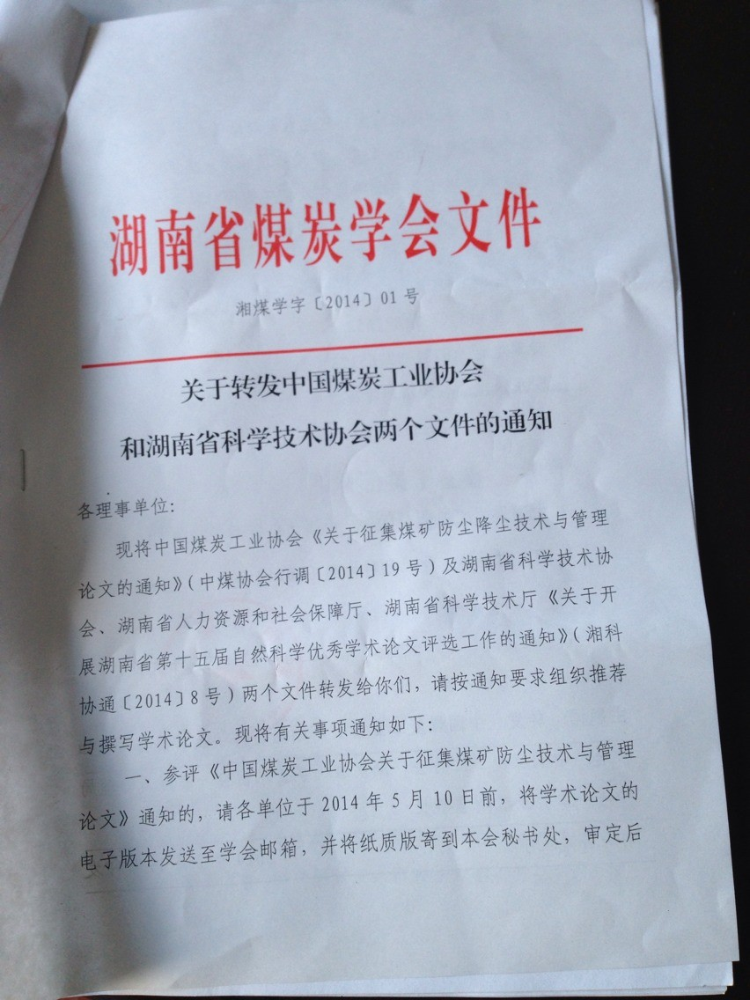 湖南省煤炭学会文件
湘煤学字〔2014〕01 号
关于转发中国煤炭工业协会
和湖南省科学技术协会两个文件的通知
各理事单位：
现将中国煤炭工业协会《关于征集煤矿防尘降尘技术与管理
论文的通知》（中煤协会行调〔2014〕19 号）及湖南省科学技术协
会、湖南省人力资源和社会保障厅、湖南省科学技术厅《关于开
展湖南省第十五届自然科学优秀学术论文评选工作的通知》（湘科
协通〔2014〕8 号）两个文件转发给你们，请按通知要求组织推荐
与撰写学术论文。现将有关事项通知如下：
一、参评《中国煤炭工业协会关于征集煤矿防尘技术与管理
论文》通知的，请各单位于 2014 年 5 月 10 日前，将学术论文的
电子版本发送至学会邮箱，并将纸质版寄到本会秘书处，审定后